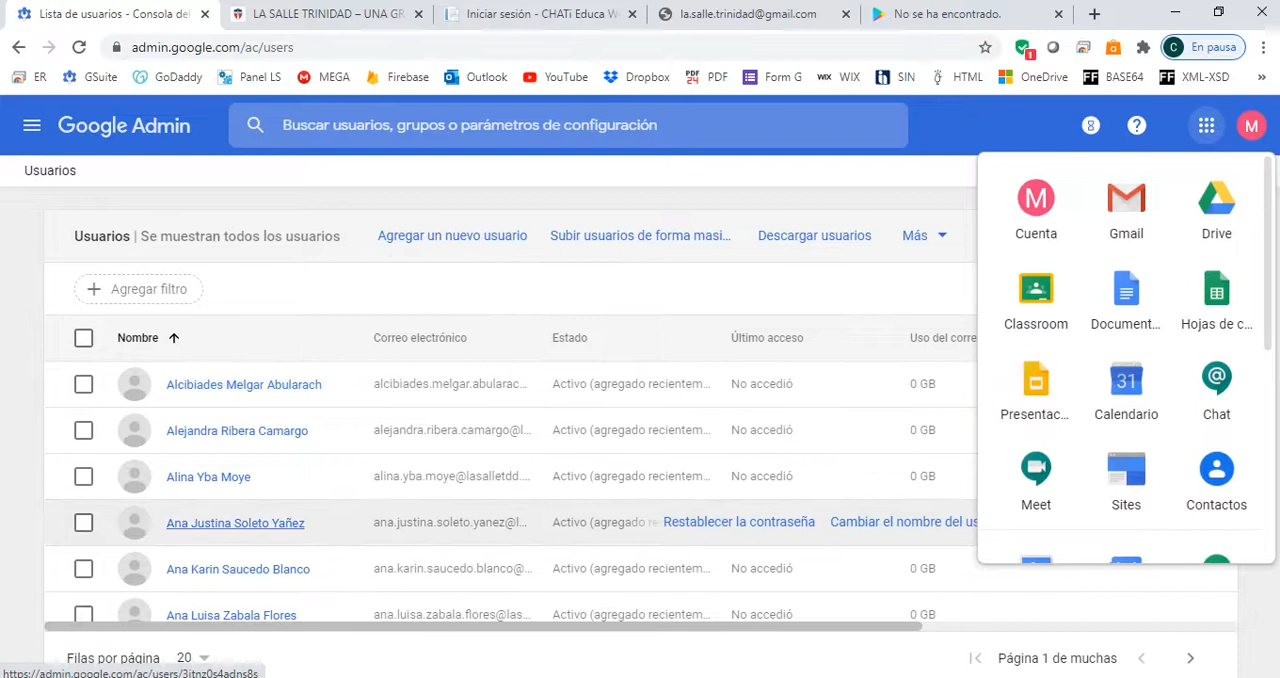 Lista de usuarios - Consola del
LA SALLE TRINIDAD – UNA GR
Iniciar sesión - CHATi Educa W
la.salle.trinidad@gmail.com
No se ha encontrado.
admin.google.com/ac/users
1
C En pausa
ER GSuite GoDaddy Panel LS MEGA Firebase Outlook YouTube Dropbox PDF 24 PDF Form G WIX WIX SIN HTML OneDrive FF BASE64 FF XML-XSD »
Google Admin
Buscar usuarios, grupos o parámetros de configuración
8 ? M
Usuarios
Usuarios | Se muestran todos los usuarios Agregar un nuevo usuario Subir usuarios de forma masi... Descargar usuarios Más
Agregar filtro
Nombre Correo electrónico Estado Último acceso Uso del corre
Alcibiades Melgar Abularach alcibiades.melgar.abularac... Activo (agregado recientem... No accedió 0 GB
Alejandra Ribera Camargo alejandra.ribera.camargo@l... Activo (agregado recientem... No accedió 0 GB
Alina Yba Moye alina.yba.moye@lasalletdd.... Activo (agregado recientem... No accedió 0 GB
Ana Justina Soleto Yañez ana.justina.soleto.yanez@l... Activo (agregado re Restablecer la contraseña Cambiar el nombre del us
Ana Karin Saucedo Blanco ana.karin.saucedo.blanco@... Activo (agregado recientem... No accedió 0 GB
Ana Luisa Zabala Flores ana.luisa.zabala.flores@las... Activo (agregado recientem... No accedió 0 GB
Filas por página 20 Página 1 de muchas
https://admin.google.com/ac/users/3itnz0s4adns8s
M
Cuenta Gmail Drive
Classroom Document... Hojas de c...
31 @
Presentac... Calendario Chat
Meet Sites Contactos